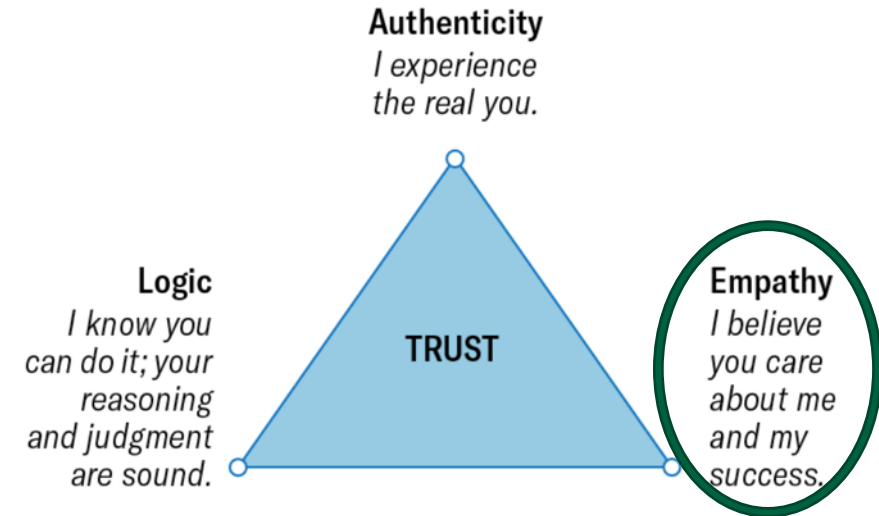 Authenticity
I experience
the real you.
Logic
I know you
can do it; your
reasoning
and judgment
are sound.
TRUST
Empathy
I believe
you care
about me
and my
success.